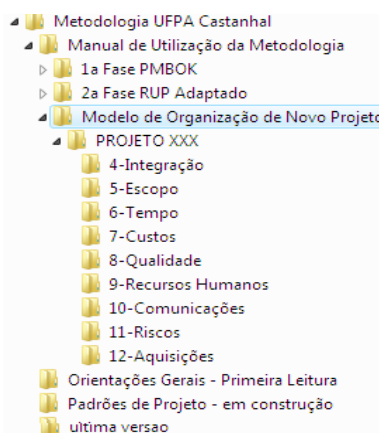 Metodologia UFPA Castanhal
Manual de Utilização da Metodologia
1a Fase PMBOK
2a Fase RUP Adaptado
Modelo de Organização de Novo Projeto
PROJETO XXX
4-Integração
5-Escopo
6-Tempo
7-Custos
8-Qualidade
9-Recursos Humanos
10-Comunicações
11-Riscos
12-Aquisições
Orientações Gerais - Primeira Leitura
Padrões de Projeto - em construção
ultima versao